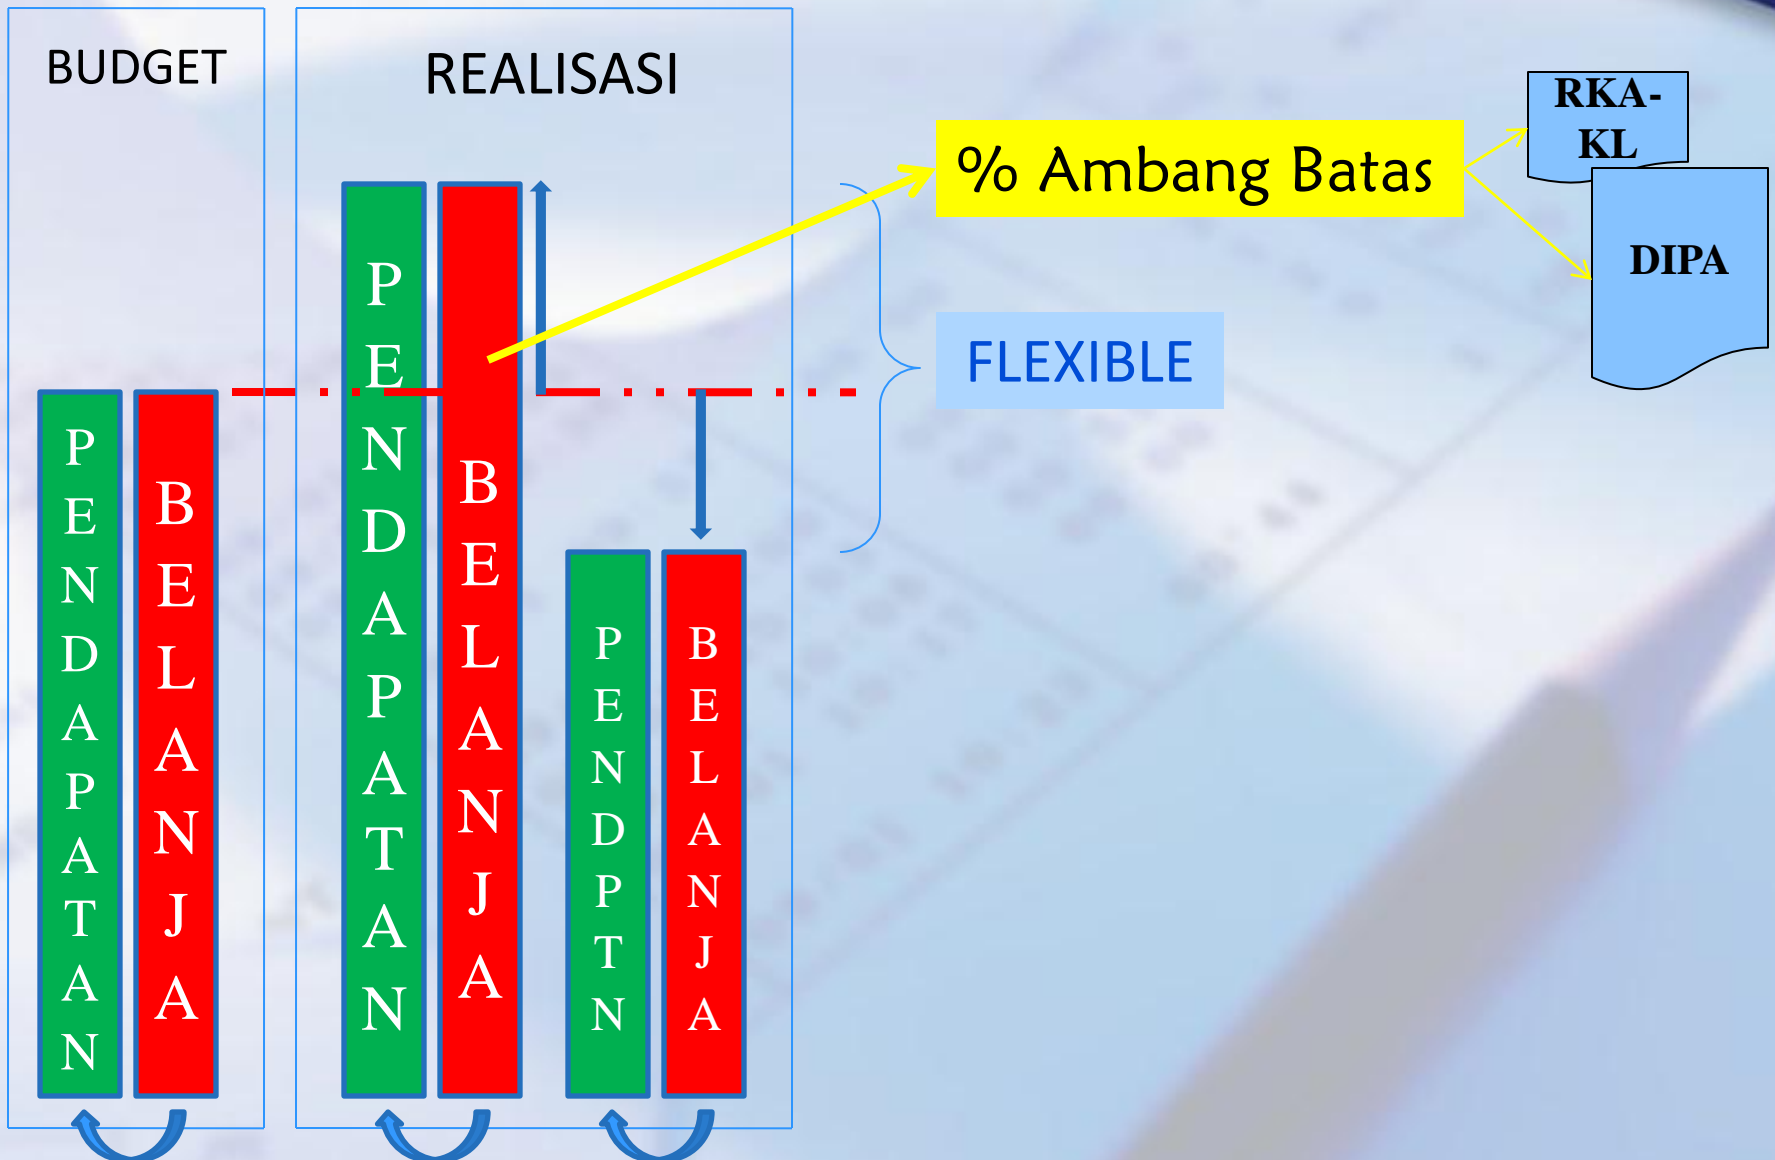 BUDGET
REALISASI
% Ambang Batas
RKA-
KL
DIPA
FLEXIBLE
PENDAPATAN
BELANJA
PENDAPATAN
BELANJA
PENDPTN
BELANJA